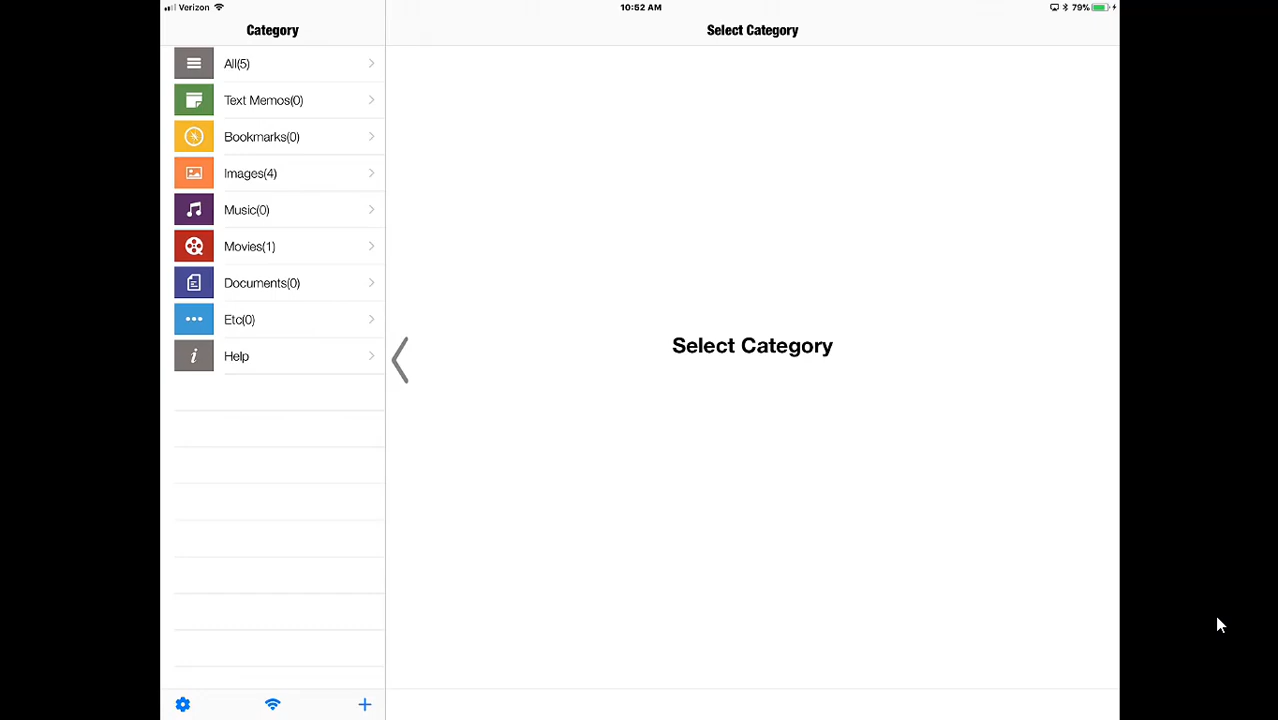 Verizon 10:52 AM 79%
Category
Select Category
All(5)
Text Memos(0)
Bookmarks(0)
Images(4)
Music(0)
Movies(1)
Documents(0)
Etc(0)
Help
Select Category